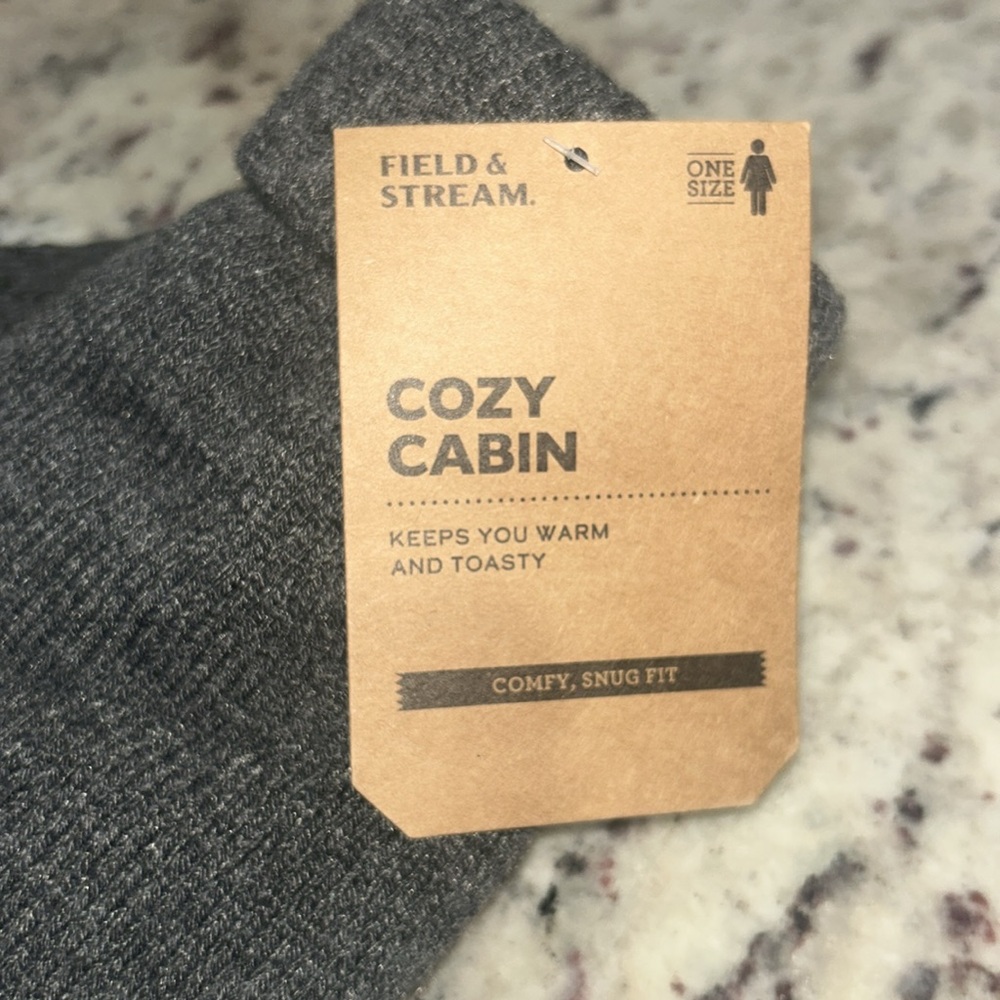 FIELD &
STREAM.
ONE
SIZE
COZY
CABIN
KEEPS YOU WARM
AND TOASTY
COMFY, SNUG FIT